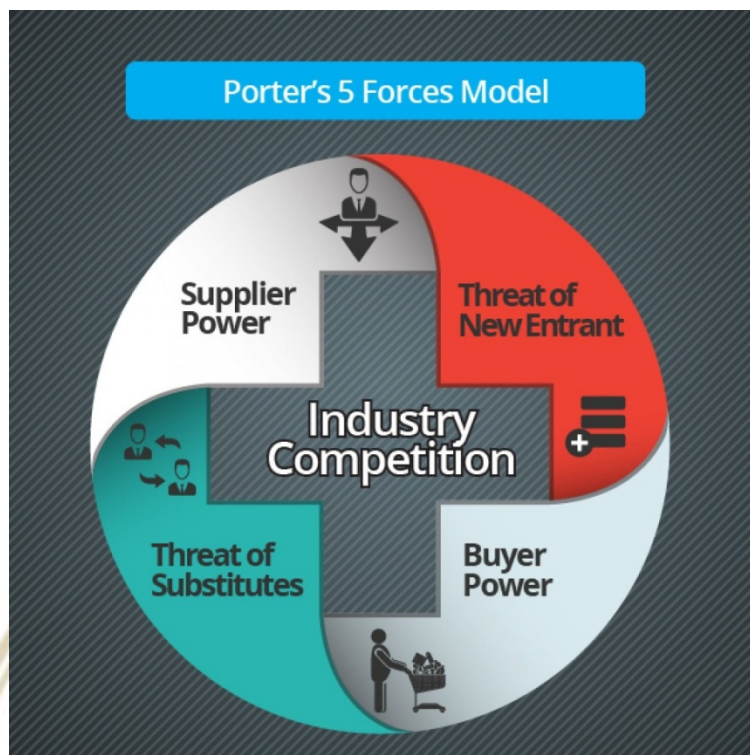 Porter's 5 Forces Model
Supplier
Power
Threat of
New Entrant
Industry
Competition
Threat of
Substitutes
Buyer
Power